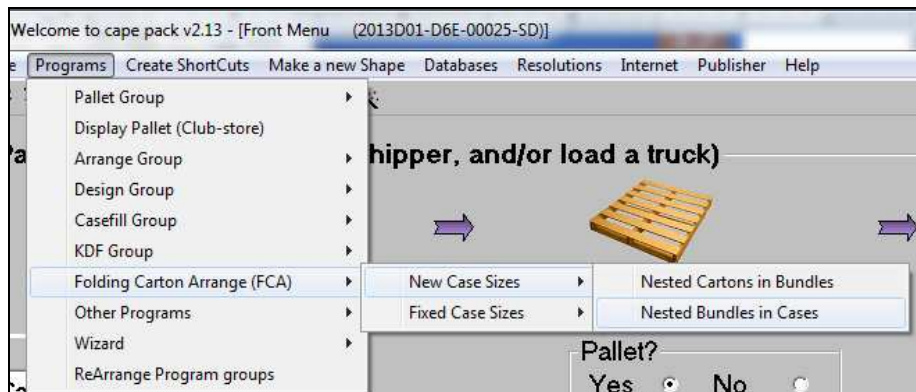 Welcome to cape pack v2.13 - [Front Menu (2013D01-D6E-00025-SD)]
Programs Create ShortCuts Make a new Shape Databases Resolutions Internet Publisher Help
Pallet Group
Display Pallet (Club-store)
hipper, and/or load a truck)
Arrange Group
Design Group
Casefill Group
KDF Group
Folding Carton Arrange (FCA) New Case Sizes Nested Cartons in Bundles
Other Programs Fixed Case Sizes Nested Bundles in Cases
Wizard
Pallet?
ReArrange Program groups
Yes No